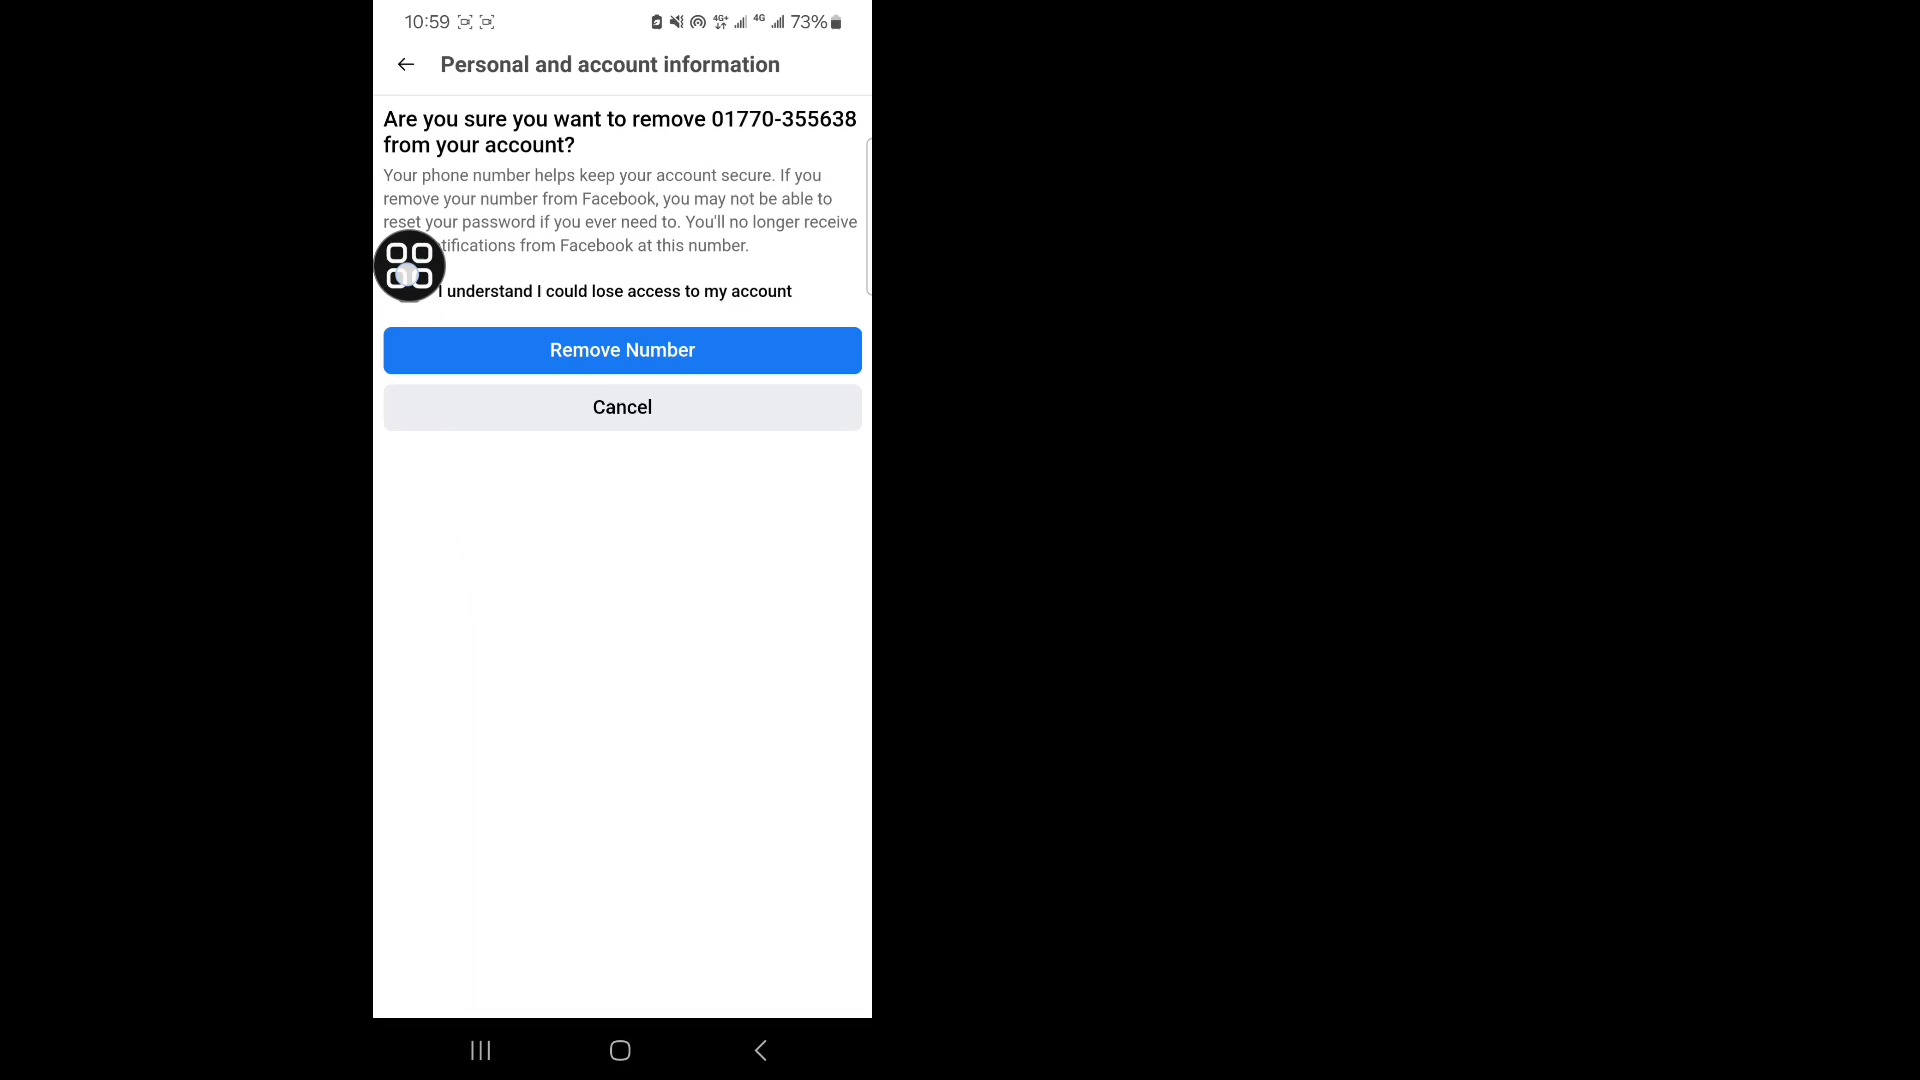 10:59 4G+ 4G 73%
Personal and account information
Are you sure you want to remove 01770-355638
from your account?
Your phone number helps keep your account secure. If you
remove your number from Facebook, you may not be able to
reset your password if you ever need to. You'll no longer receive
tifications from Facebook at this number.
I understand I could lose access to my account
Remove Number
Cancel